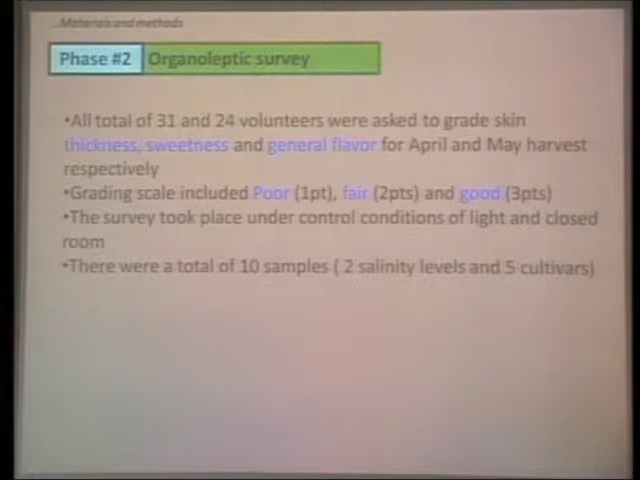 ...Materials and methods
Phase #2 Organoleptic survey
•All total of 31 and 24 volunteers were asked to grade skin
thickness, sweetness and general flavor for April and May harvest
respectively
•Grading scale included Poor (1pt), fair (2pts) and good (3pts)
•The survey took place under control conditions of light and closed
room
•There were a total of 10 samples ( 2 salinity levels and 5 cultivars)